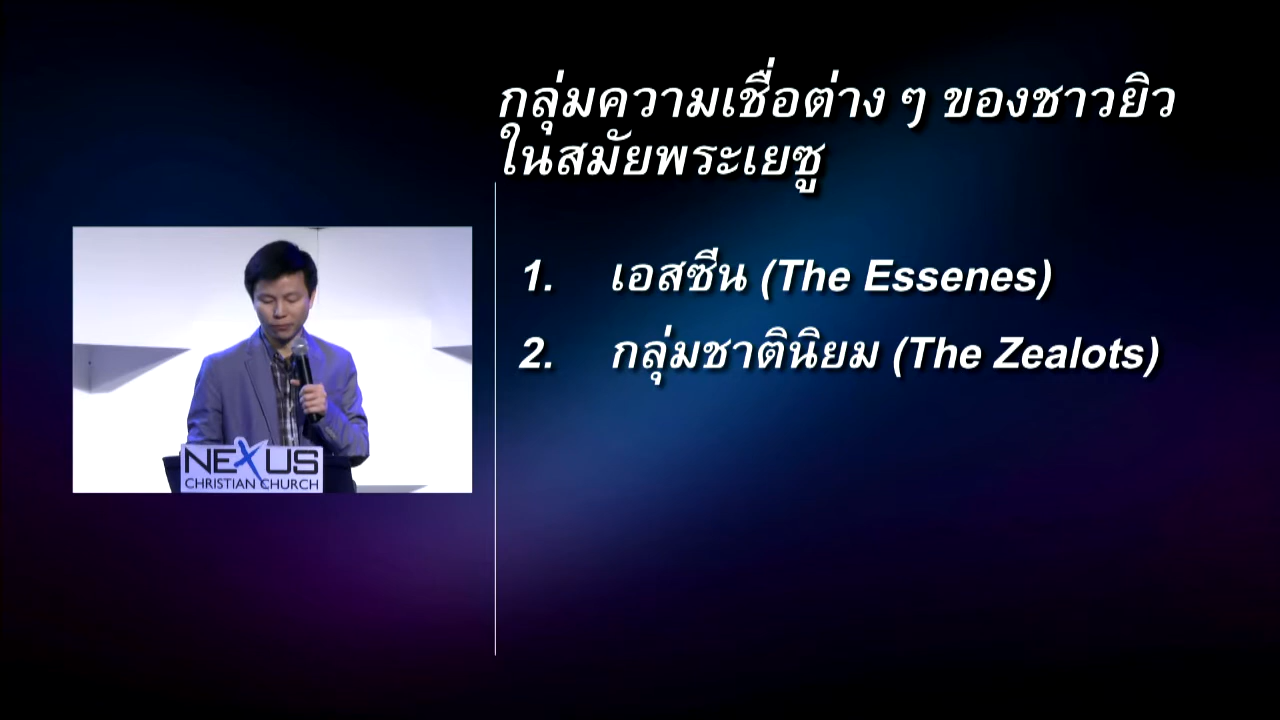 กลุ่มความเชื่อต่าง ๆ ของชาวยิว
ในสมัยพระเยซู
1. เอสซีน (The Essenes)
2. กลุ่มชาตินิยม (The Zealots)
NEXUS
CHRISTIAN CHURCH